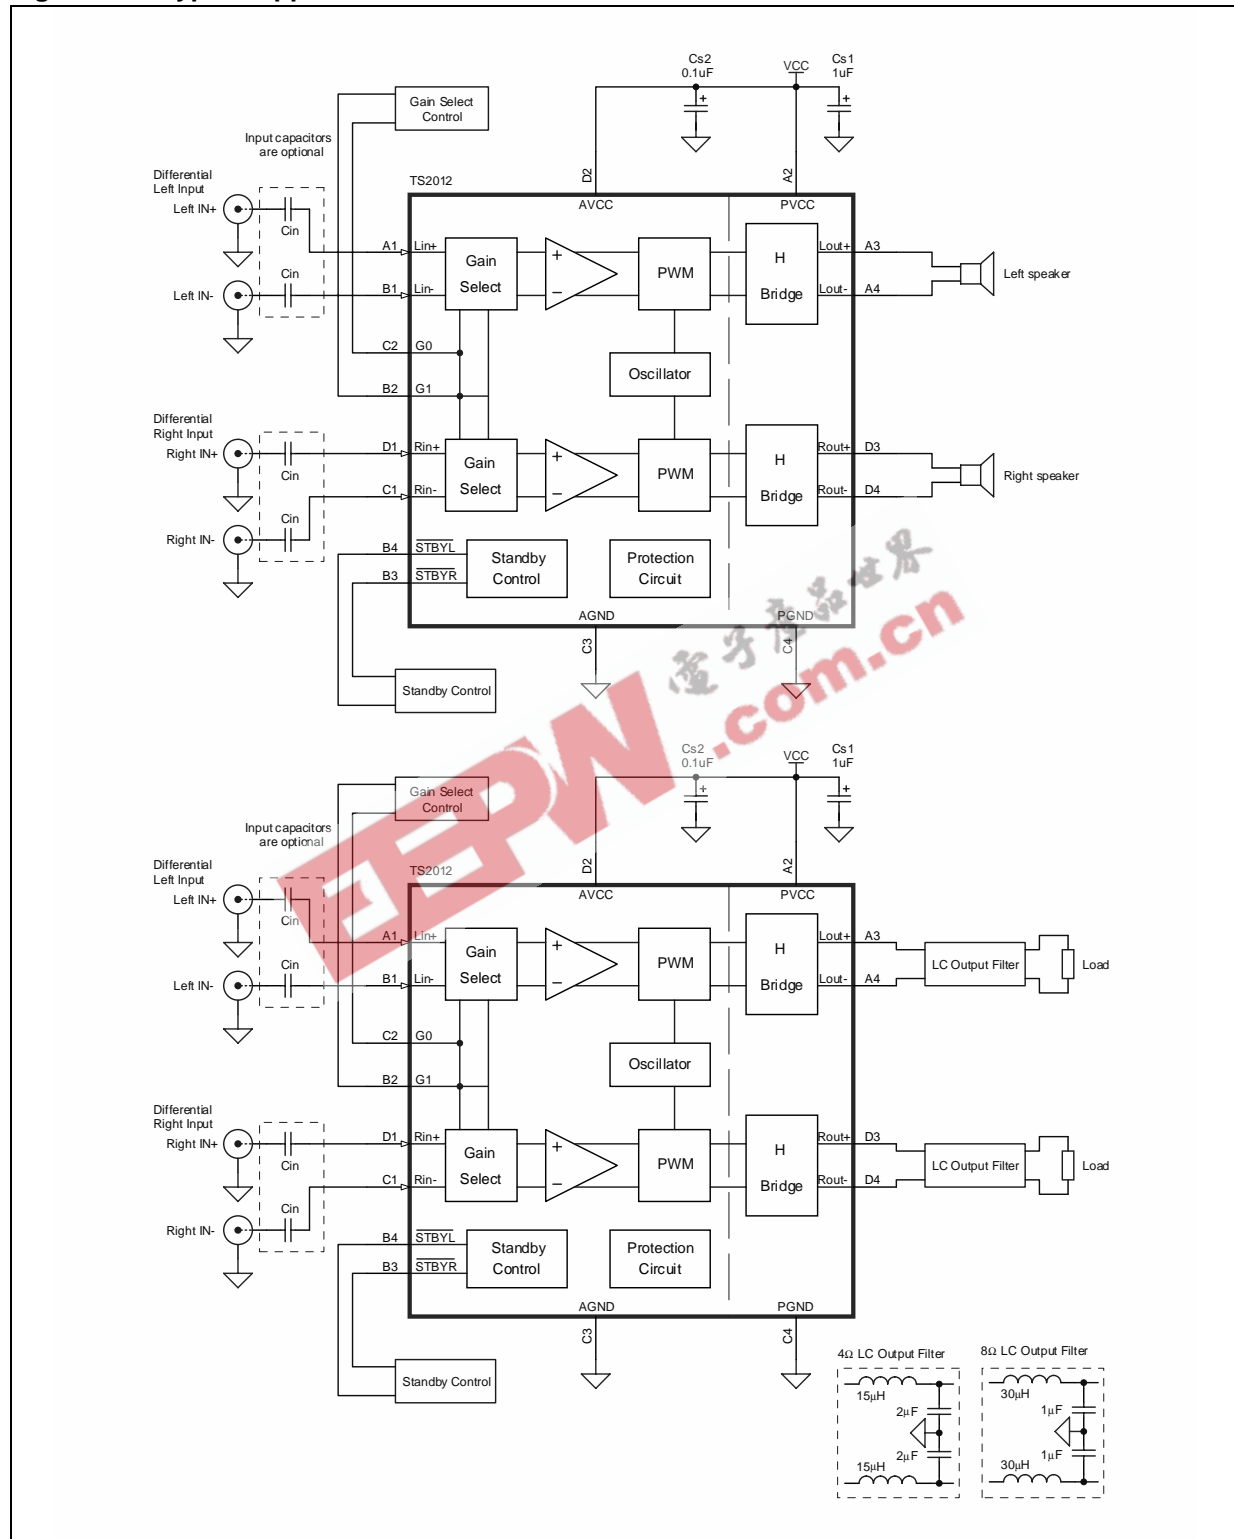 Cs2
0.1uF
VCC
Cs1
1uF
Gain Select
Control
Input capacitors
are optional
D2
A2
Differential
Left Input
TS2012
AVCC
PVCC
Left IN+
Cin
A1
Lin+
Gain
Select
+
−
PWM
H
Bridge
Lout+
A3
Left speaker
Cin
Left IN-
B1
Lin-
Lout-
A4
C2
G0
Oscillator
B2
G1
Differential
Right Input
Right IN+
Cin
D1
Rin+
Gain
Select
+
−
PWM
H
Bridge
Rout+
D3
Right speaker
C1
Rin-
Rout-
D4
Cin
Right IN-
B4
STBYL
Standby
Control
Protection
Circuit
B3
STBYR
AGND
PGND
C3
C4
Standby Control
EEPW
電子產品世界
.com.cn
Cs2
0.1uF
VCC
Cs1
1uF
Gain Select
Control
Input capacitors
are optional
D2
A2
Differential
Left Input
TS2012
AVCC
PVCC
Left IN+
Cin
A1
Lin+
Gain
Select
+
−
PWM
H
Bridge
Lout+
A3
LC Output Filter
Load
Cin
Left IN-
B1
Lin-
Lout-
A4
C2
G0
Oscillator
B2
G1
Differential
Right Input
Right IN+
Cin
D1
Rin+
Gain
Select
+
−
PWM
H
Bridge
Rout+
D3
LC Output Filter
Load
C1
Rin-
Rout-
D4
Cin
Right IN-
B4
STBYL
Standby
Control
Protection
Circuit
B3
STBYR
AGND
PGND
C3
C4
Standby Control
4Ω LC Output Filter
15μH
2μF
2μF
15μH
8Ω LC Output Filter
30μH
1μF
1μF
30μH